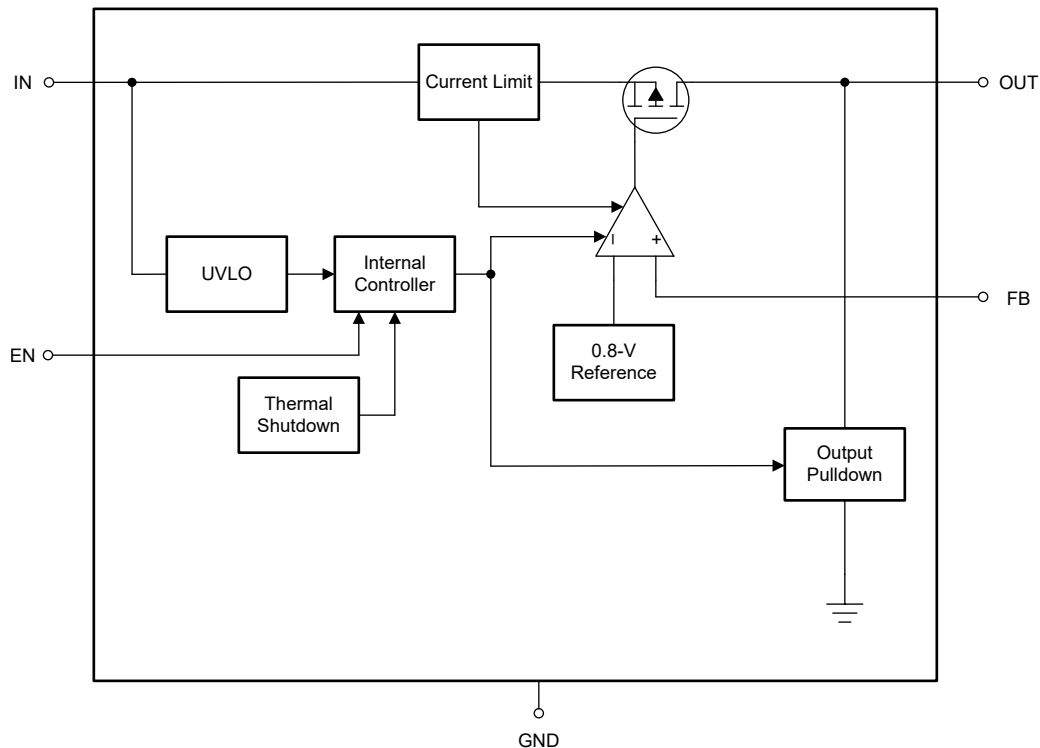 IN
Current Limit
OUT
UVLO
Internal
Controller
− +
FB
EN
0.8-V
Reference
Thermal
Shutdown
Output
Pulldown
GND